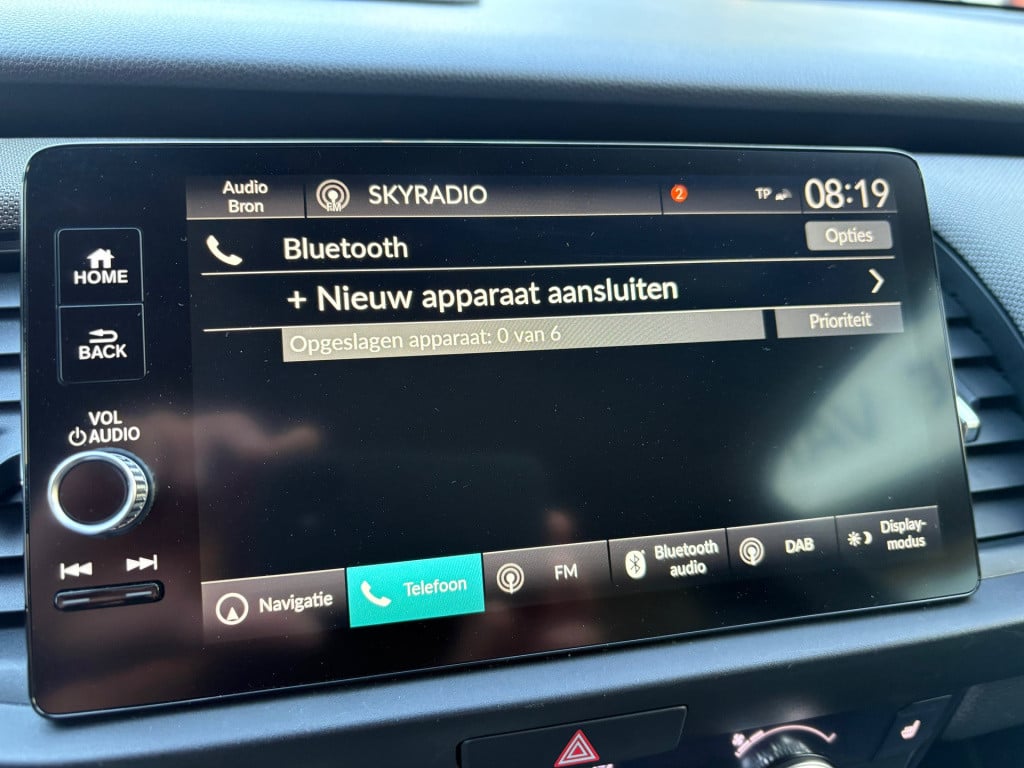 Audio
Bron
FM
SKYRADIO
2
TP
08:19
HOME
Bluetooth
Opties
+ Nieuw apparaat aansluiten
BACK
Opgeslagen apparaat: 0 van 6
Prioriteit
VOL
AUDIO
Navigatie
Telefoon
FM
Bluetooth
audio
DAB
Display-
modus